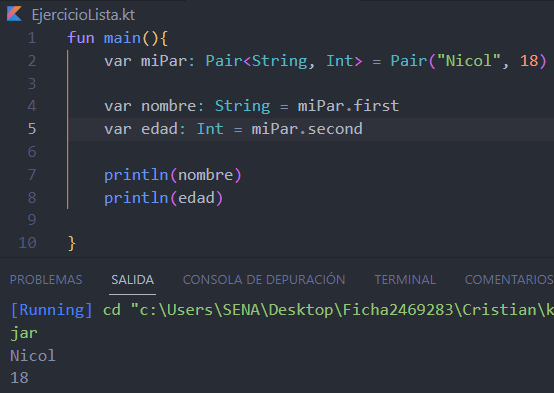 EjercicioLista.kt
1 fun main(){
2 var miPar: Pair<String, Int> = Pair("Nicol", 18)
3
4 var nombre: String = miPar.first
5 var edad: Int = miPar.second
6
7 println(nombre)
8 println(edad)
9
10 }
PROBLEMAS SALIDA CONSOLA DE DEPURACIÓN TERMINAL COMENTARIOS
[Running] cd "c:\Users\SENA\Desktop\Ficha2469283\Cristian\k
jar
Nicol
18